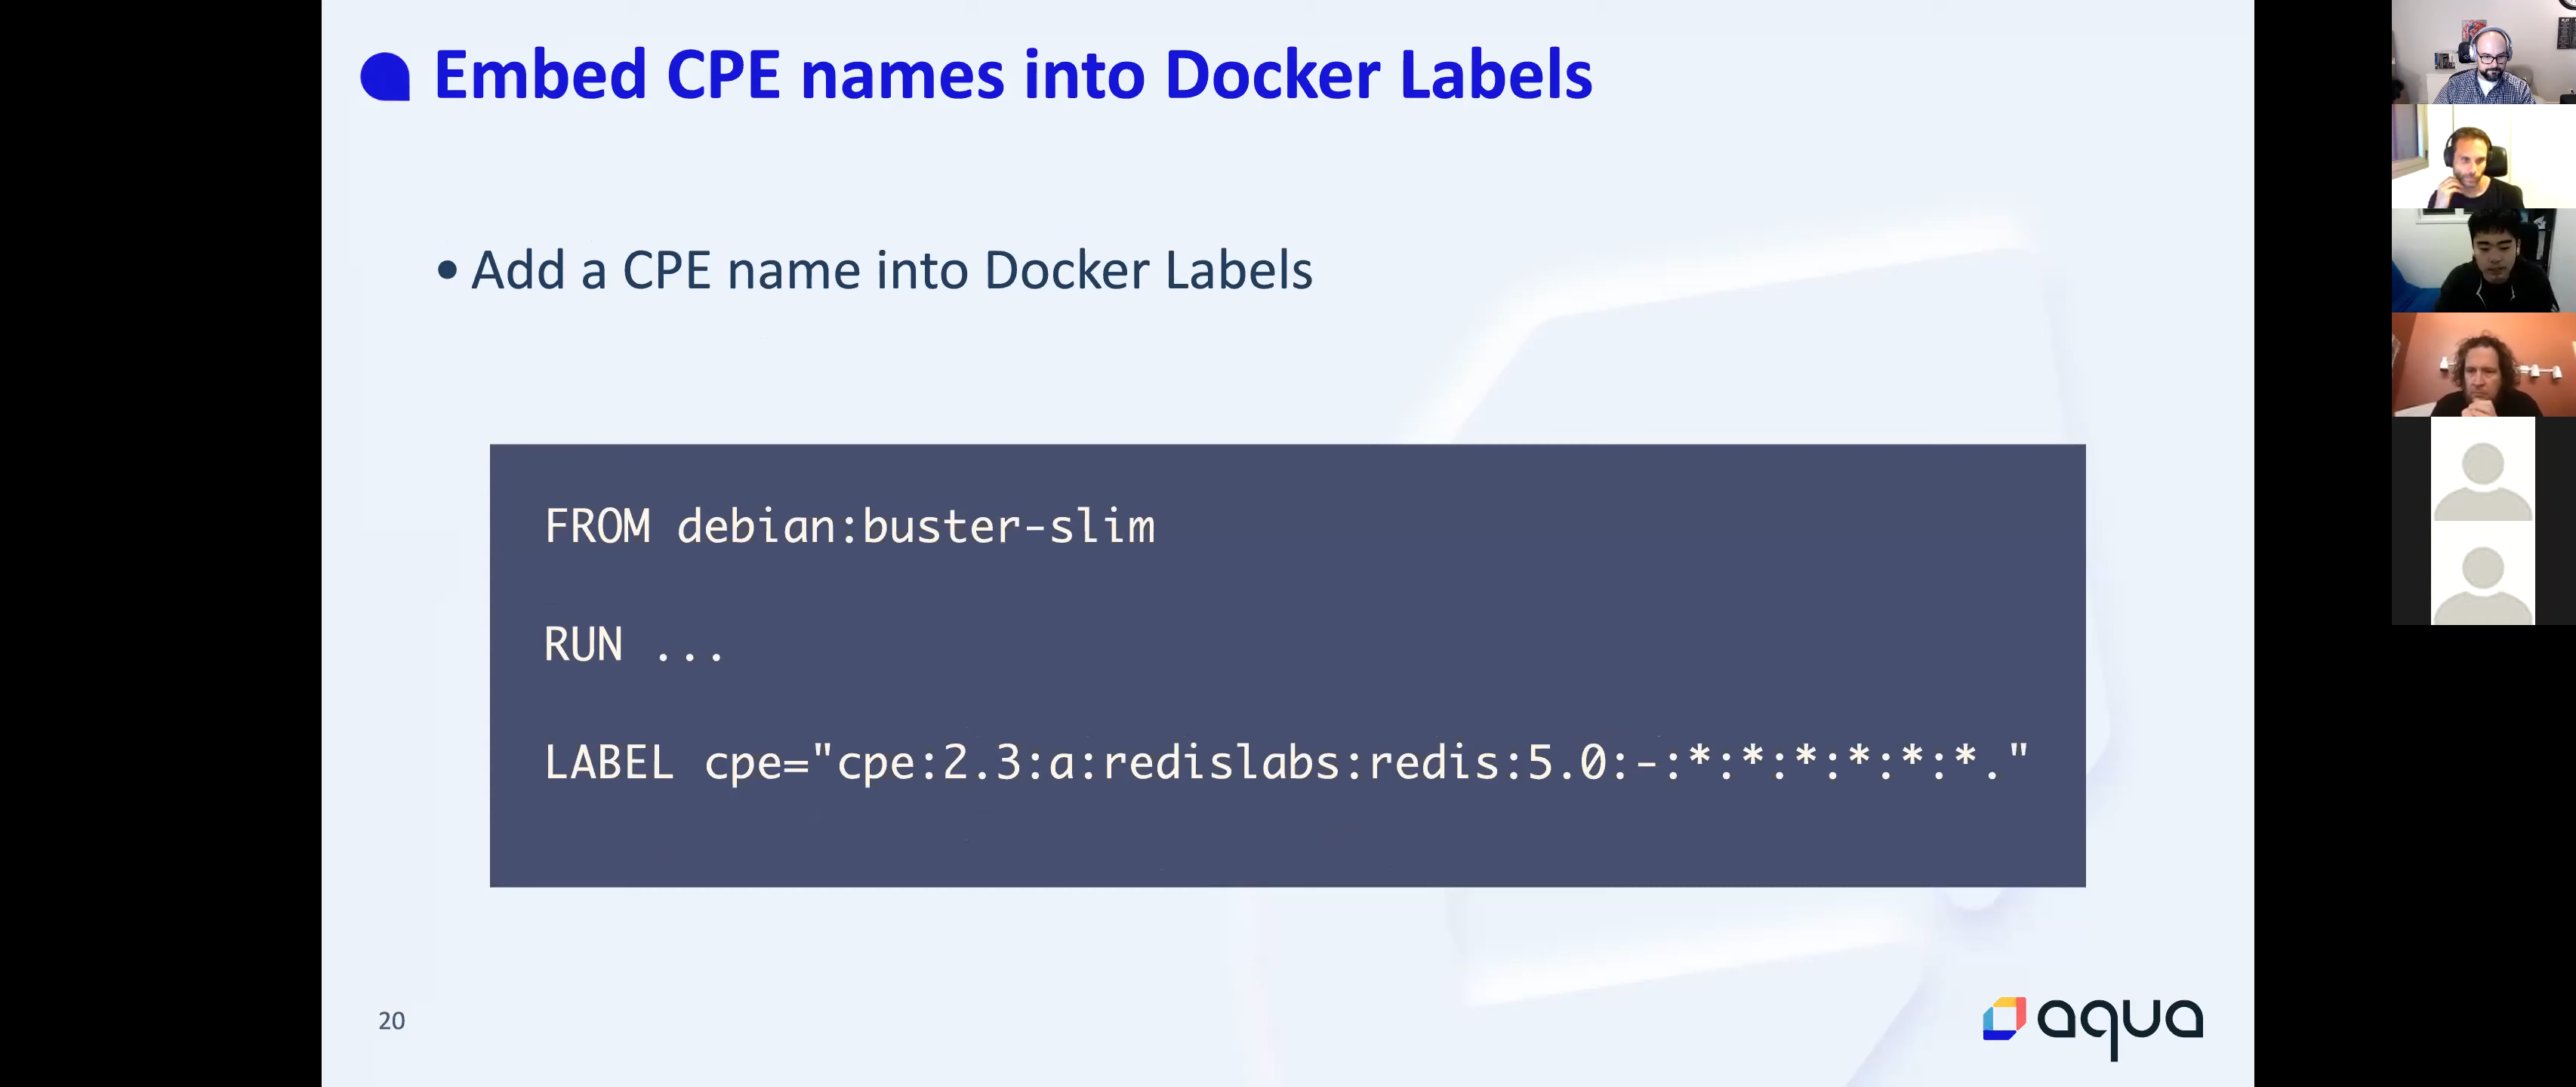 Embed CPE names into Docker Labels
• Add a CPE name into Docker Labels
FROM debian:buster-slim
RUN ...
LABEL cpe="cpe:2.3:a:redislabs:redis:5.0:-:*:*:*:*:*:*."
20
aqua